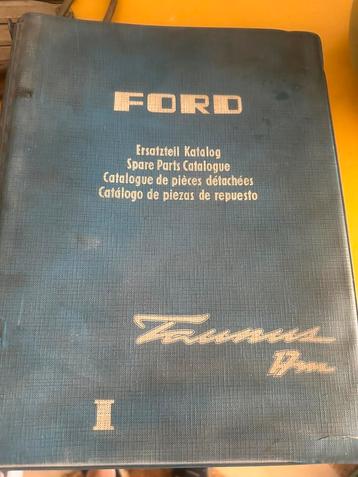 FORD
Ersatzteil Katalog
Spare Parts Catalogue
Catalogue de pièces détachées
Catálogo de piezas de repuesto
Taunus
17m
I